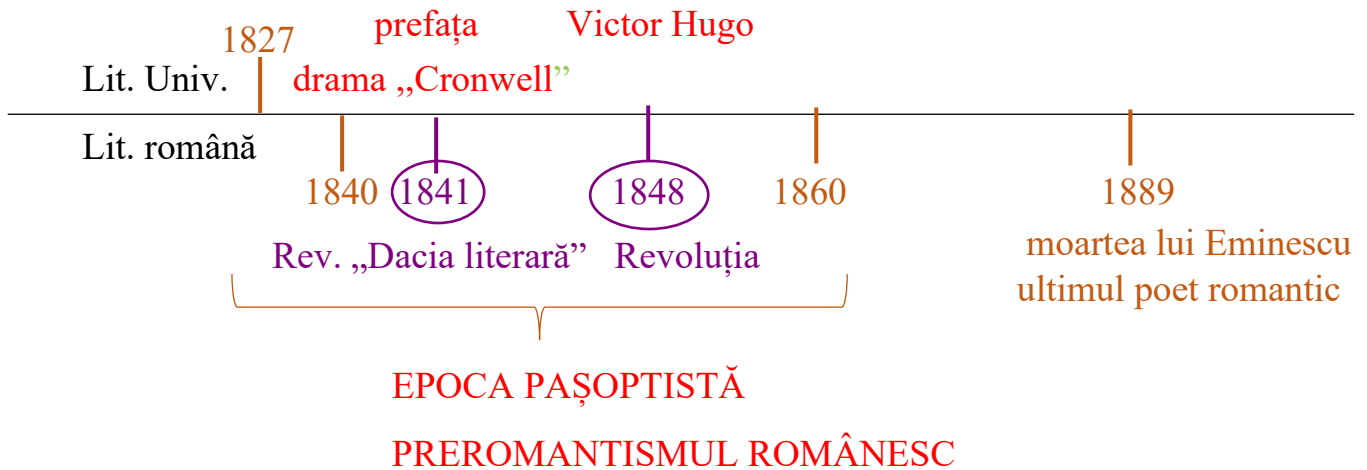 prefața Victor Hugo
1827
Lit. Univ. drama ,,Cronwell”
Lit. română
1840 1841 1848 1860 1889
Rev. ,,Dacia literară” Revoluția moartea lui Eminescu
ultimul poet romantic
EPOCA PAȘOPTISTĂ
PREROMANTISMUL ROMÂNESC